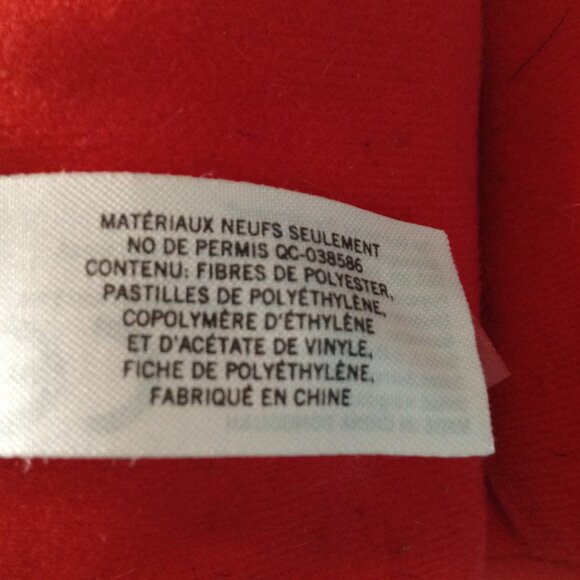 MATÉRIAUX NEUFS SEULEMENT
NO DE PERMIS QC-038586
CONTENU: FIBRES DE POLYESTER,
PASTILLES DE POLYÉTHYLÈNE,
COPOLYMÈRE D'ÉTHYLÈNE
ET D'ACÉTATE DE VINYLE,
FICHE DE POLYÉTHYLÈNE,
FABRIQUÉ EN CHINE